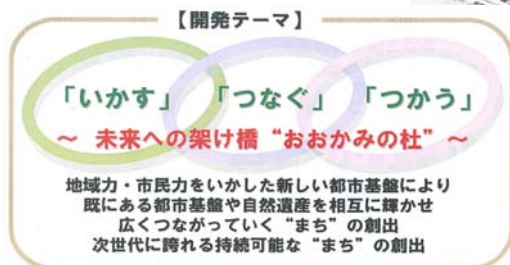 【開発テーマ】
「いかす」 「つなぐ」 「つかう」
～ 未来への架け橋 “おおかみの杜” ～
地域力・市民力をいかした新しい都市基盤により
既にある都市基盤や自然遺産を相互に輝かせ
広くつながっていく “まち” の創出
次世代に誇れる持続可能な “まち” の創出